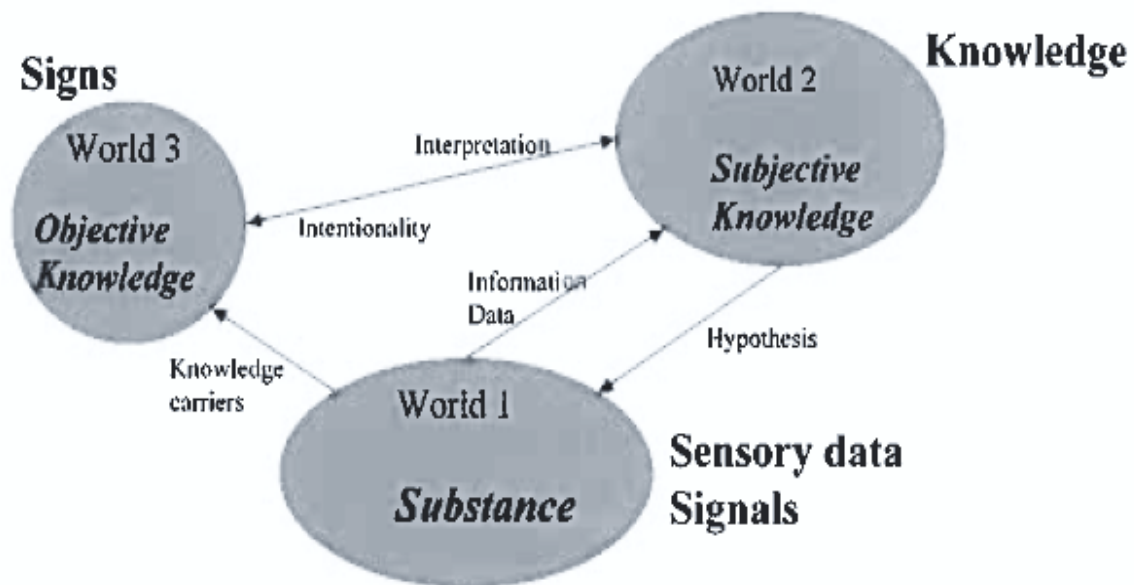 Signs
World 3
Objective
Knowledge
Interpretation
Intentionality
Knowledge
World 2
Subjective
Knowledge
Information
Data
Hypothesis
Knowledge
carriers
World 1
Substance
Sensory data
Signals